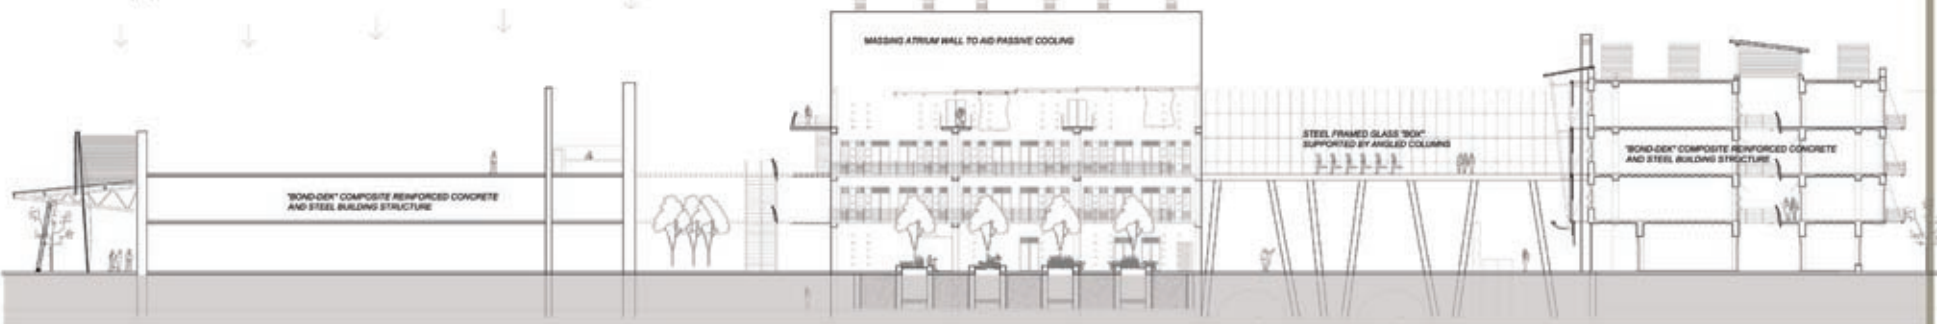 MASSING ATRIUM WALL TO AID PASSIVE COOLING
STEEL FRAMED GLASS "BOX"
SUPPORTED BY ANGLED COLUMNS
"BOND-DEK" COMPOSITE REINFORCED CONCRETE
AND STEEL BUILDING STRUCTURE
"BOND-DEK" COMPOSITE REINFORCED CONCRETE
AND STEEL BUILDING STRUCTURE